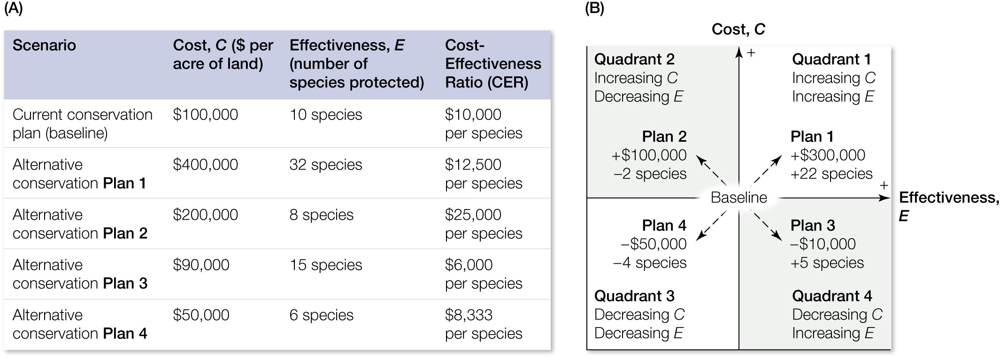 (A)
Scenario
Cost, C ($ per
acre of land)
Effectiveness, E
(number of
species protected)
Cost-
Effectiveness
Ratio (CER)
Current conservation
plan (baseline)
$100,000
10 species
$10,000
per species
Alternative
conservation Plan 1
$400,000
32 species
$12,500
per species
Alternative
conservation Plan 2
$200,000
8 species
$25,000
per species
Alternative
conservation Plan 3
$90,000
15 species
$6,000
per species
Alternative
conservation Plan 4
$50,000
6 species
$8,333
per species
(B)
Cost, C
+
Quadrant 2
Increasing C
Decreasing E
Quadrant 1
Increasing C
Increasing E
Plan 2
+$100,000
−2 species
Plan 1
+$300,000
+22 species
+
Baseline
Effectiveness,
E
Plan 4
−$50,000
−4 species
Plan 3
−$10,000
+5 species
Quadrant 3
Decreasing C
Decreasing E
Quadrant 4
Decreasing C
Increasing E